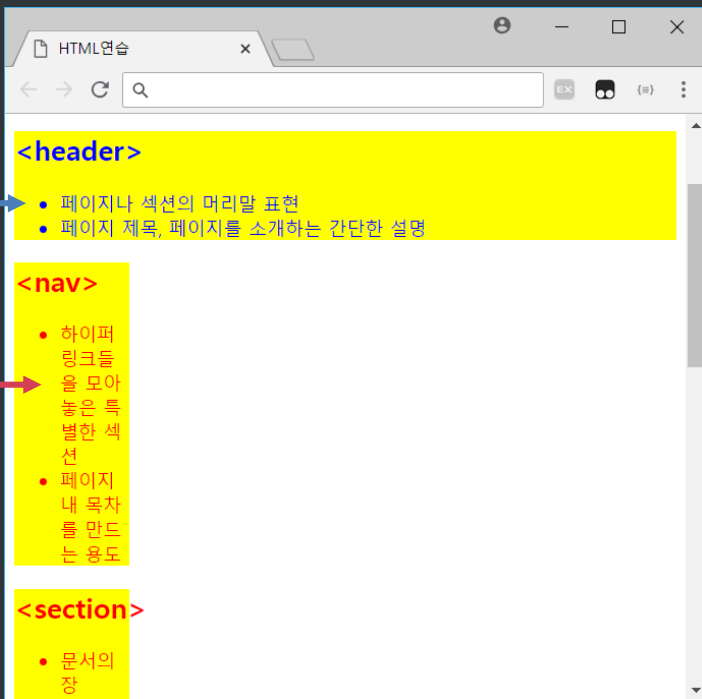 HTML연습
EX
<header>
페이지나 섹션의 머리말 표현
페이지 제목, 페이지를 소개하는 간단한 설명
<nav>
하이퍼
링크들
을 모아
놓은 특
별한 섹
션
페이지
내 목차
를 만드
는 용도
<section>
문서의
장